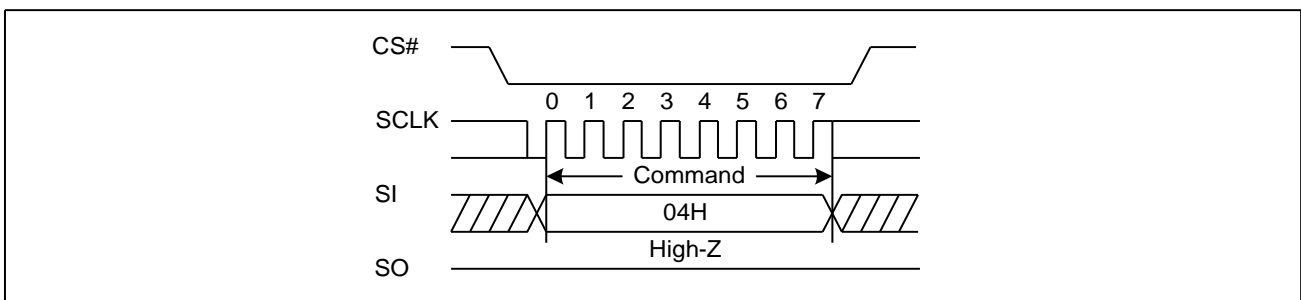 CS#
0 1 2 3 4 5 6 7
SCLK
Command
SI
04H
High-Z
SO